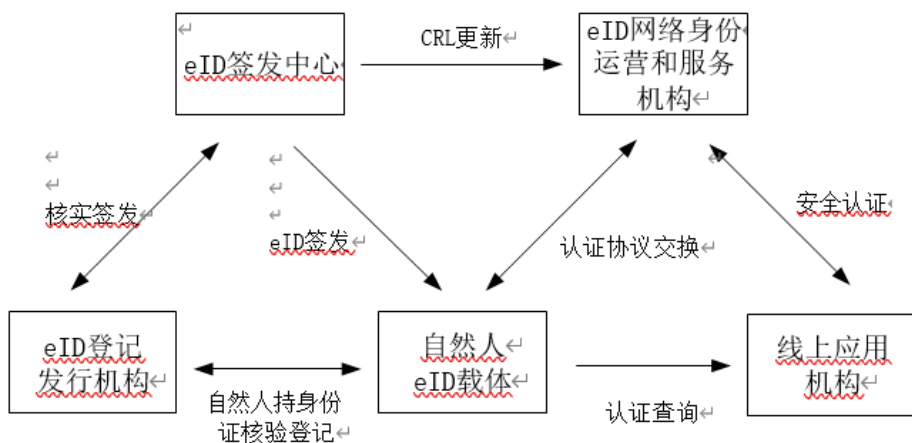 eID签发中心
CRL更新
eID网络身份
运营和服务
机构
核实签发
eID签发
认证协议交换
安全认证
eID登记
发行机构
自然人持身份
证核验登记
自然人
eID载体
认证查询
线上应用
机构